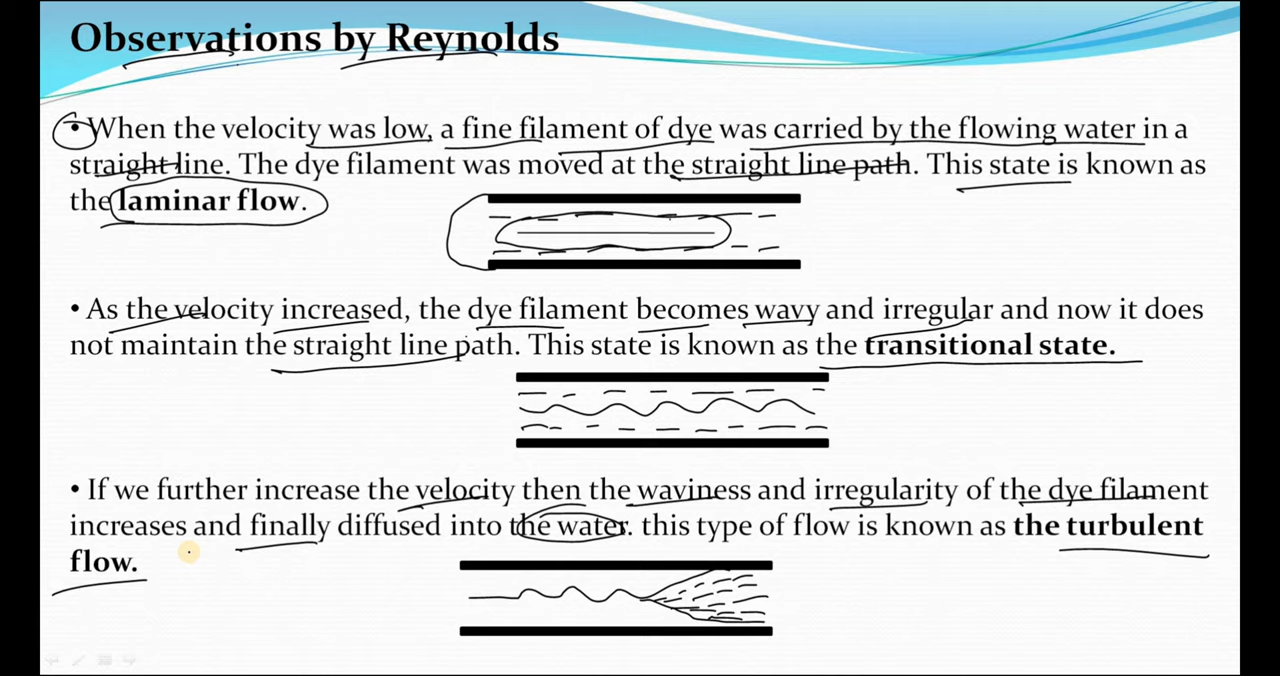 Observations by Reynolds
• When the velocity was low, a fine filament of dye was carried by the flowing water in a
straight line. The dye filament was moved at the straight line path. This state is known as
the laminar flow.
• As the velocity increased, the dye filament becomes wavy and irregular and now it does
not maintain the straight line path. This state is known as the transitional state.
• If we further increase the velocity then the waviness and irregularity of the dye filament
increases and finally diffused into the water. this type of flow is known as the turbulent
flow.